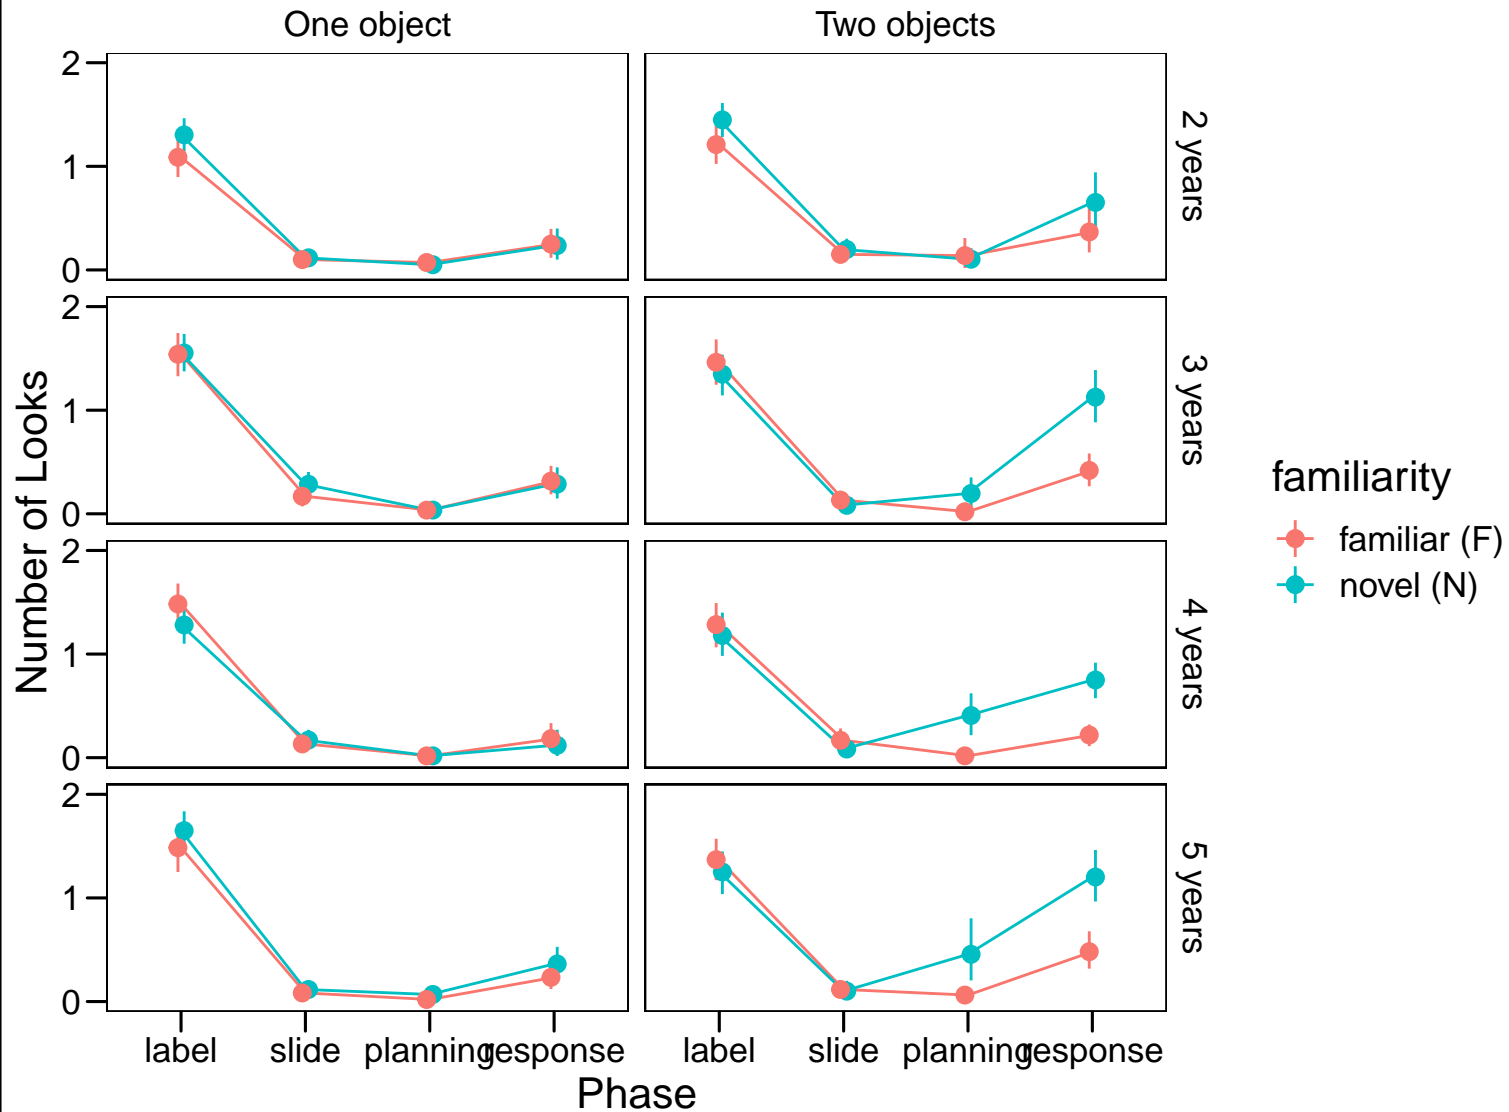 One object
Two objects
2
1
0
2 years
2
1
0
3 years
2
1
0
4 years
2
1
0
5 years
Number of Looks
label slide planning response
label slide planning response
Phase
familiarity
familiar (F)
novel (N)